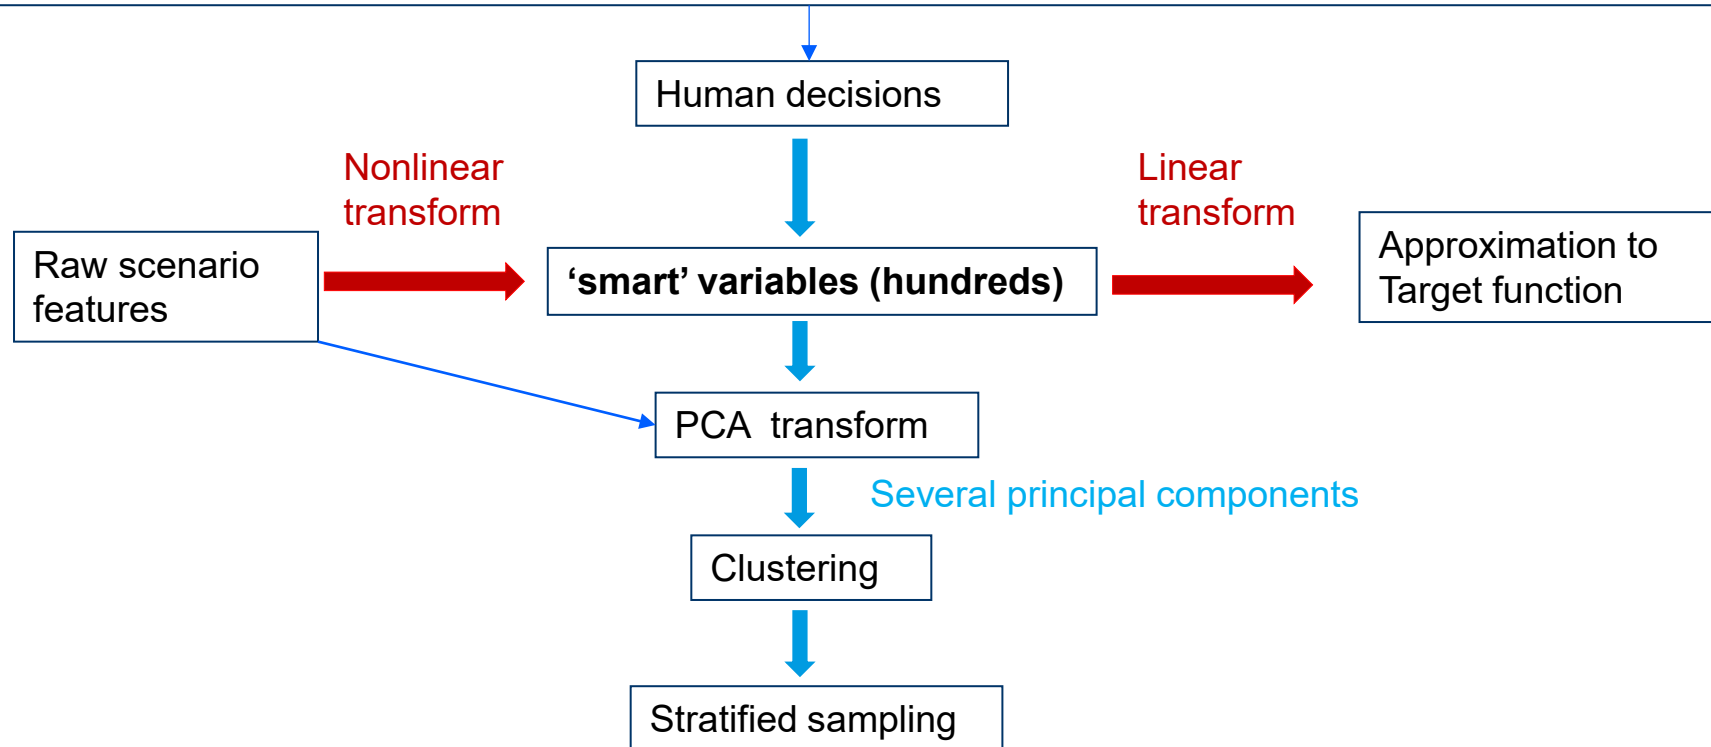 Human decisions
Nonlinear
transform
Linear
transform
Raw scenario
features
‘smart’ variables (hundreds)
Approximation to
Target function
PCA  transform
Several principal components
Clustering
Stratified sampling